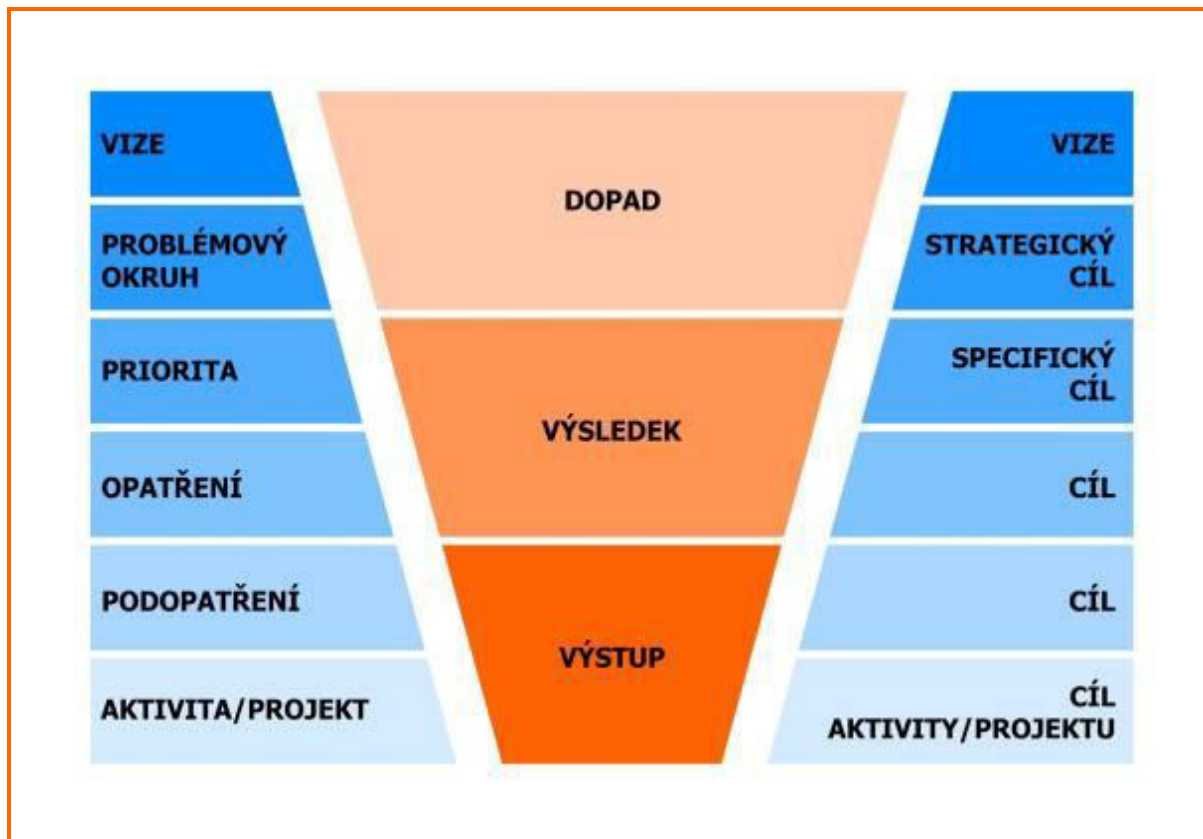 VIZE
DOPAD
VIZE
PROBLÉMOVÝ
OKRUH
STRATEGICKÝ
CÍL
PRIORITA
VÝSLEDEK
SPECIFICKÝ
CÍL
OPATŘENÍ
CÍL
PODOPATŘENÍ
VÝSTUP
CÍL
AKTIVITA/PROJEKT
CÍL
AKTIVITY/PROJEKTU